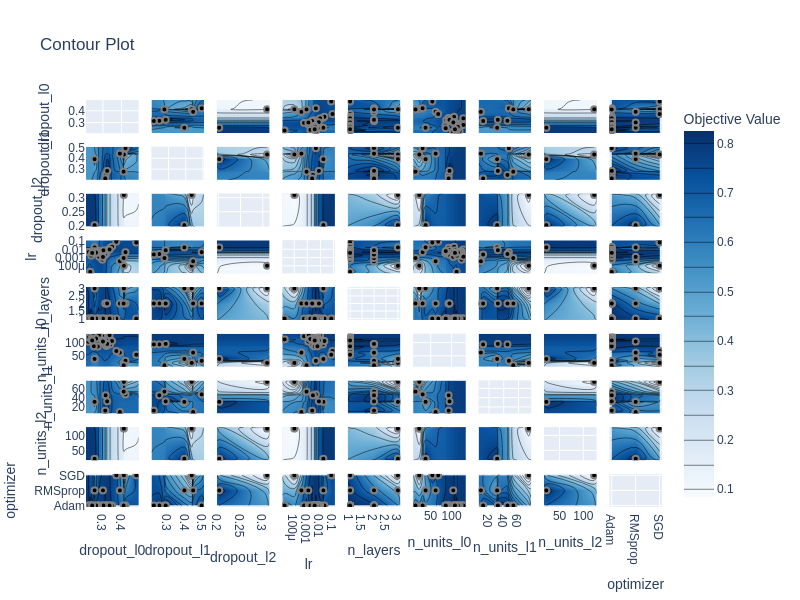 Contour Plot
Objective Value
0.8
0.7
0.6
0.5
0.4
0.3
0.2
0.1
dropout_l0
0.4
0.3
dropout_l1
0.5
0.4
0.3
dropout_l2
0.3
0.25
0.2
lr
0.1
0.01
0.001
100μ
n_layers
3
2.5
2
1.5
1
n_units_l0
100
50
n_units_l1
60
40
20
n_units_l2
100
50
optimizer
SGD
RMSprop
Adam
0.3 0.4
0.3 0.4 0.5
0.2 0.25 0.3
100μ 0.001 0.01 0.1
1 1.5 2 2.5 3
50 100
20 40 60
50 100
Adam RMSprop SGD
dropout_l0 dropout_l1 dropout_l2 lr n_layers n_units_l0 n_units_l1 n_units_l2 optimizer